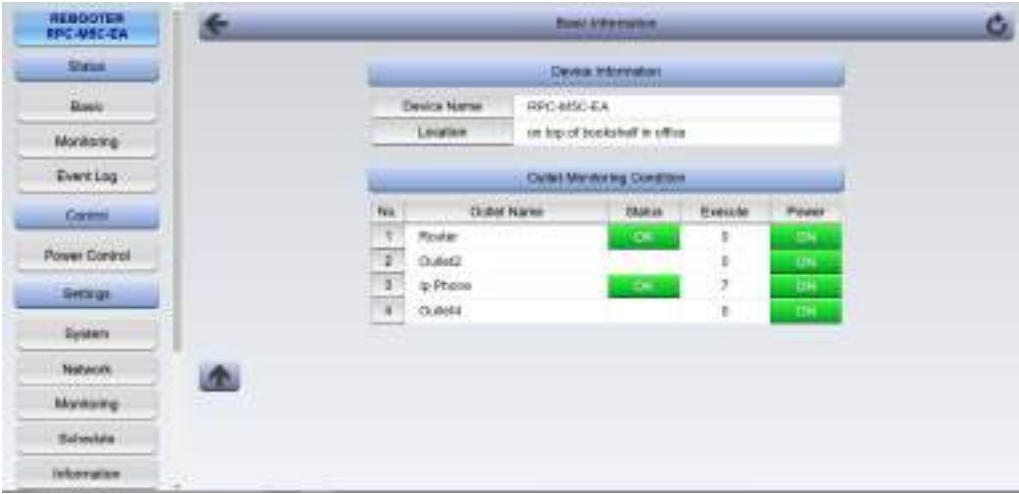 REBOOTER
RPC-M5C-EA
Status
Basic
Monitoring
Event Log
Control
Power Control
Settings
System
Network
Monitoring
Schedule
Information
Basic Information
Device Information
Device Name RPC-M5C-EA
Location on top of bookshelf in office
Outlet Monitoring Condition
No. Outlet Name Status Execute Power
1 Router OK 0 ON
2 Outlet2 0 ON
3 Ip Phone OK 7 ON
4 Outlet4 0 ON